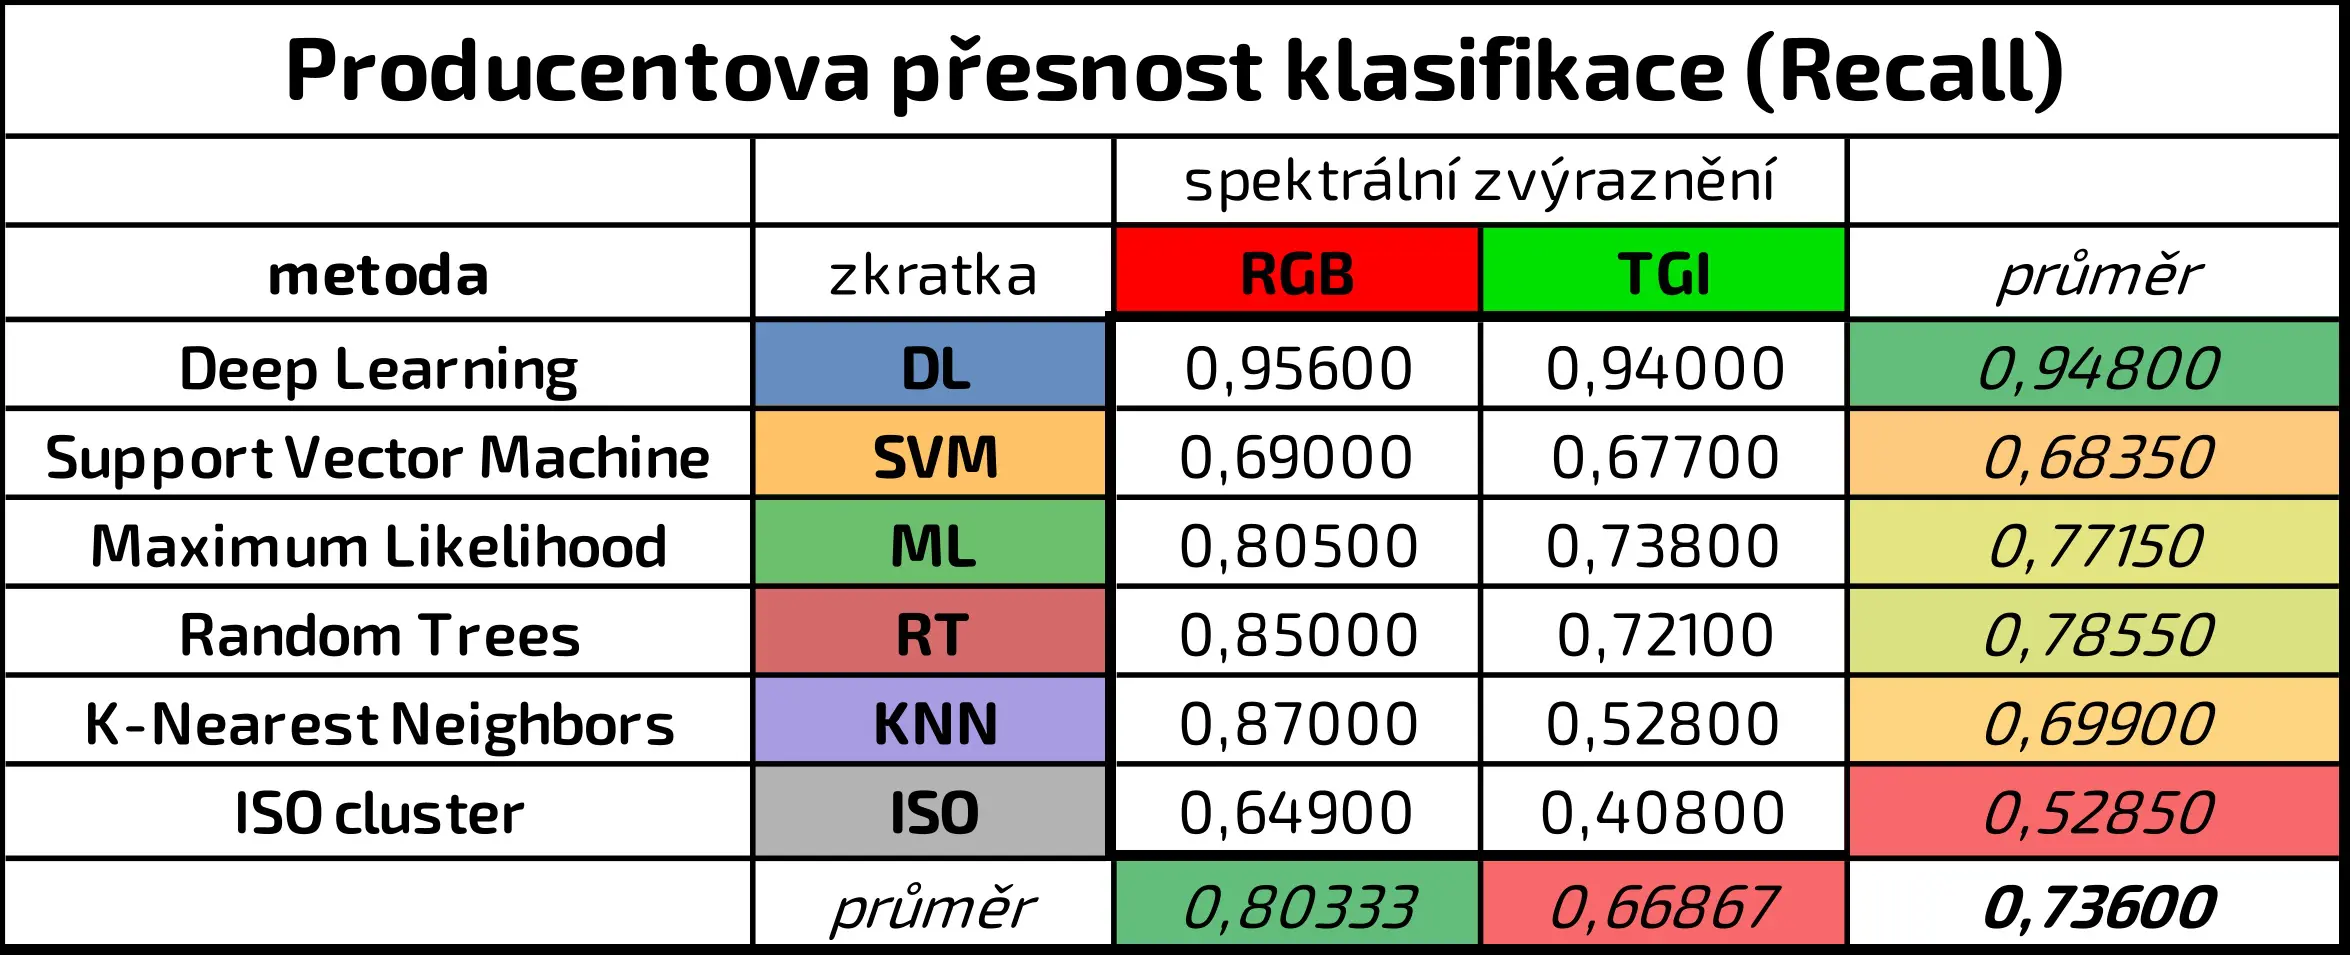 Producentova přesnost klasifikace (Recall)
spektrální zvýraznění
metoda zkratka RGB TGI průměr
Deep Learning DL 0,95600 0,94000 0,94800
Support Vector Machine SVM 0,69000 0,67700 0,68350
Maximum Likelihood ML 0,80500 0,73800 0,77150
Random Trees RT 0,85000 0,72100 0,78550
K-Nearest Neighbors KNN 0,87000 0,52800 0,69900
ISO cluster ISO 0,64900 0,40800 0,52850
průměr 0,80333 0,66867 0,73600